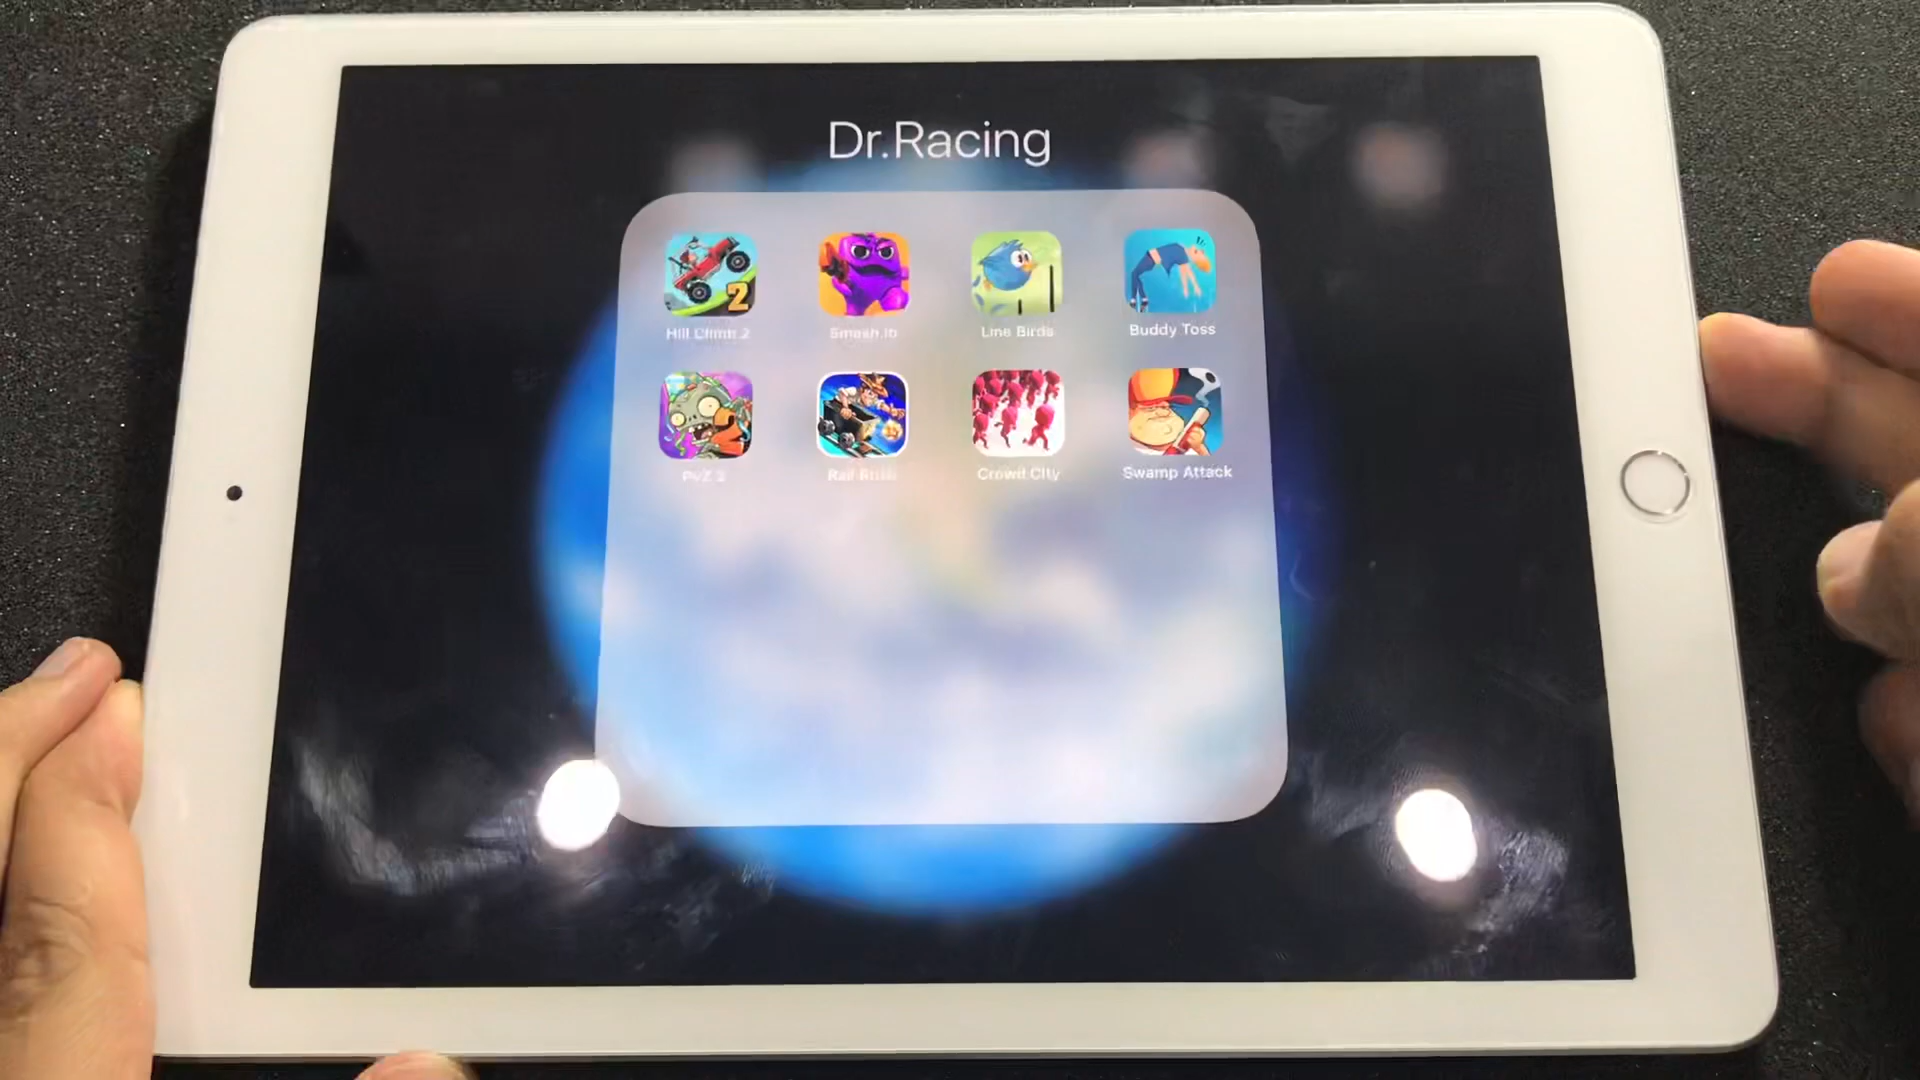 Dr.Racing
Hill Climb 2
Smash.io
Line Birds
Buddy Toss
2
PvZ 2
Rail Rush
Crowd City
Swamp Attack